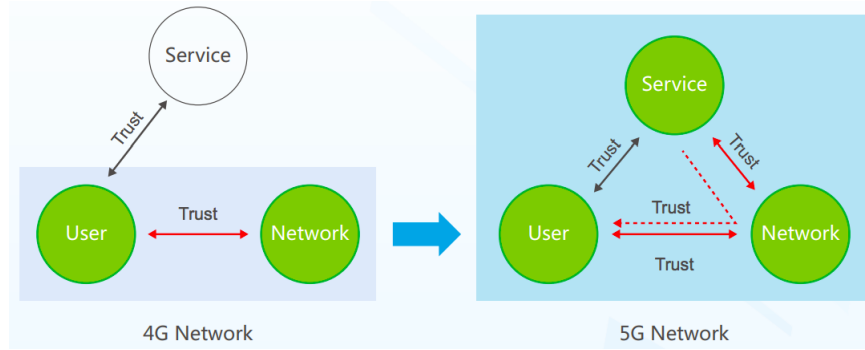 Service
Trust
User
Trust
Network
4G Network
Service
Trust
Trust
User
Trust
Trust
Network
5G Network